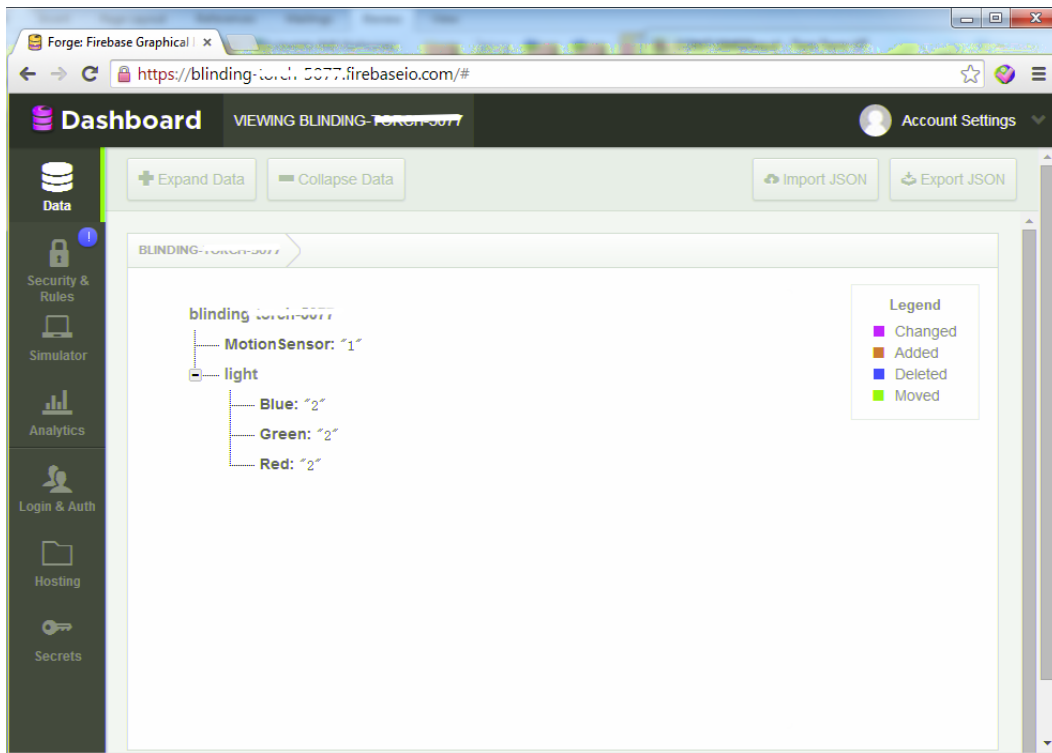 Forge: Firebase Graphical
https://blinding- .firebaseio.com/#
Dashboard
VIEWING BLINDING-
Account Settings
Data
Expand Data
Collapse Data
Import JSON
Export JSON
Security &
Rules
Simulator
Analytics
Login & Auth
Hosting
Secrets
BLINDING-
blinding
MotionSensor: "1"
light
Blue: "2"
Green: "2"
Red: "2"
Legend
Changed
Added
Deleted
Moved